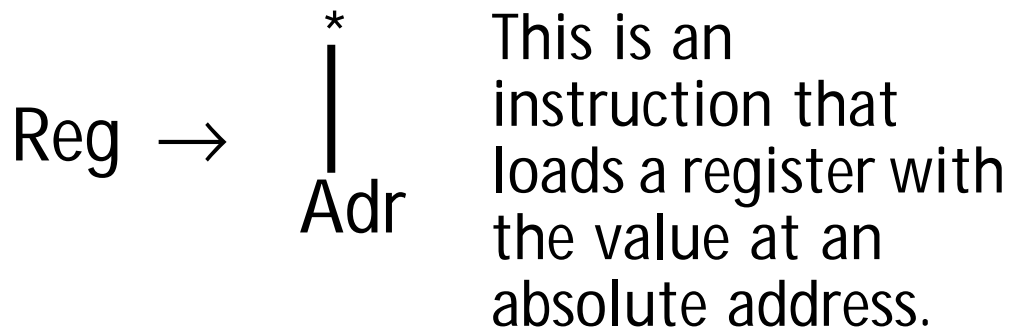 *
Reg →
Adr
This is an
instruction that
loads a register with
the value at an
absolute address.